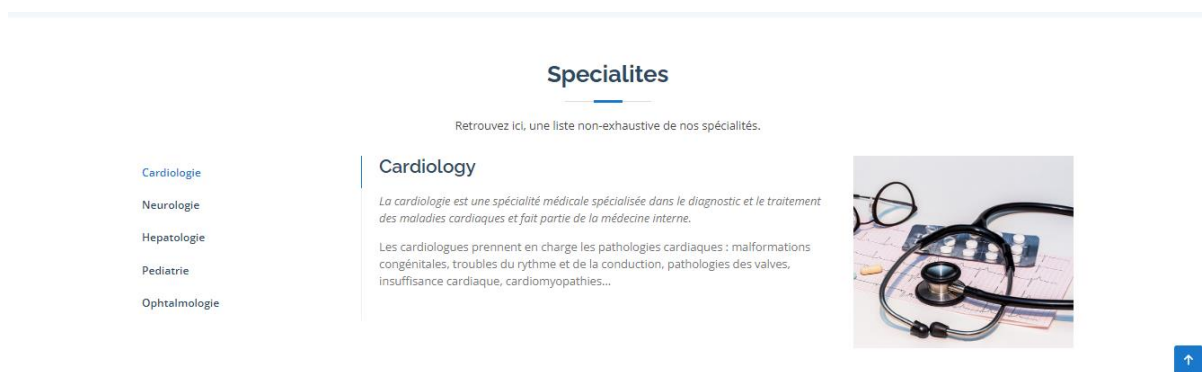 Specialites
Retrouvez ici, une liste non-exhaustive de nos spécialités.
Cardiologie
Neurologie
Hepatologie
Pediatrie
Ophtalmologie
Cardiology
La cardiologie est une spécialité médicale spécialisée dans le diagnostic et le traitement
des maladies cardiaques et fait partie de la médecine interne.
Les cardiologues prennent en charge les pathologies cardiaques : malformations
congénitales, troubles du rythme et de la conduction, pathologies des valves,
insuffisance cardiaque, cardiomyopathies...